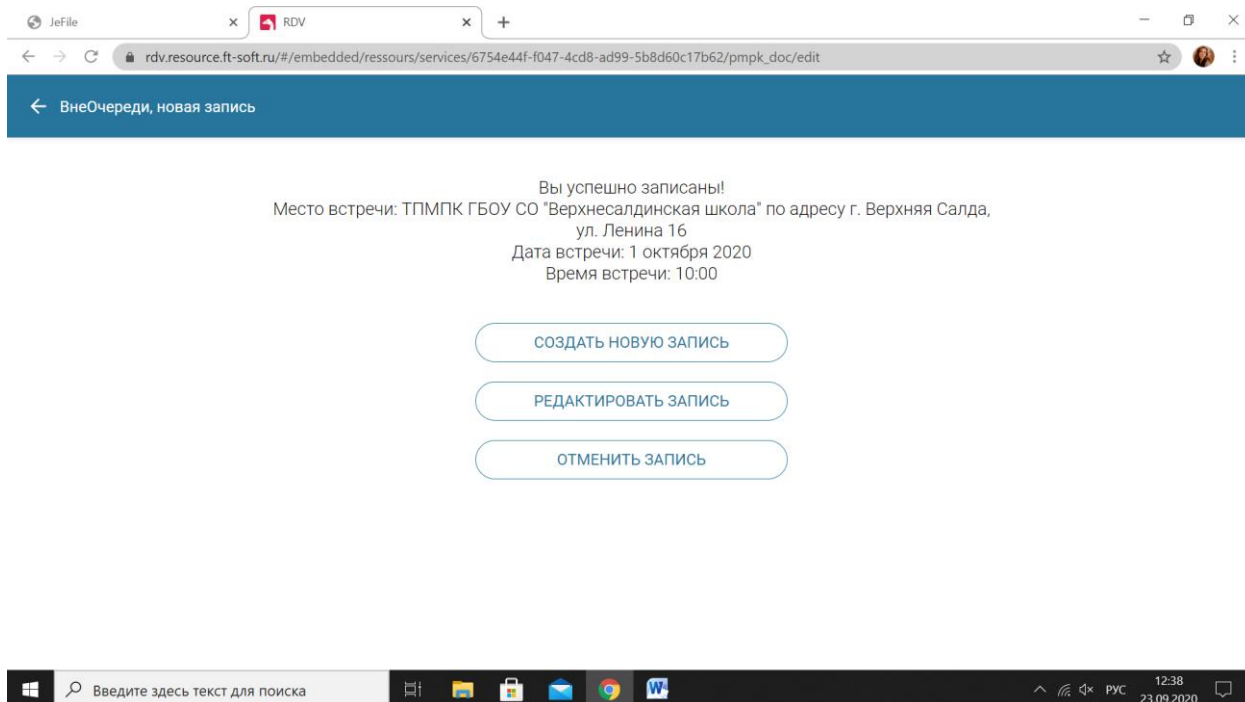 JeFile
RDV
rdv.resource.ft-soft.ru/#/embedded/ressours/services/6754e44f-f047-4cd8-ad99-5b8d60c17b62/pmpk_doc/edit
ВнеОчереди, новая запись
Вы успешно записаны!
Место встречи: ТПМПК ГБОУ СО "Верхнесалдинская школа" по адресу г. Верхняя Салда,
ул. Ленина 16
Дата встречи: 1 октября 2020
Время встречи: 10:00
СОЗДАТЬ НОВУЮ ЗАПИСЬ
РЕДАКТИРОВАТЬ ЗАПИСЬ
ОТМЕНИТЬ ЗАПИСЬ
Введите здесь текст для поиска
W
РУС
12:38
23.09.2020